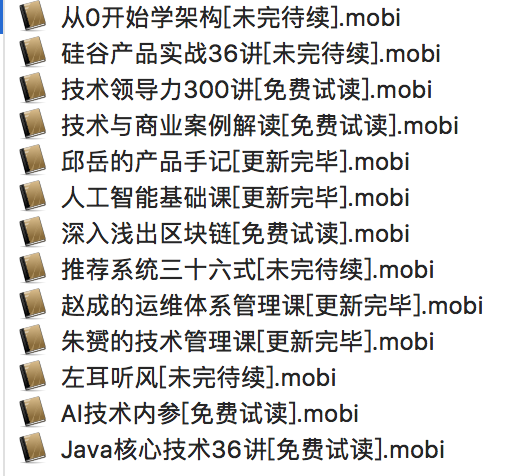 从0开始学架构[未完待续].mobi
硅谷产品实战36讲[未完待续].mobi
技术领导力300讲[免费试读].mobi
技术与商业案例解读[免费试读].mobi
邱岳的产品手记[更新完毕].mobi
人工智能基础课[更新完毕].mobi
深入浅出区块链[免费试读].mobi
推荐系统三十六式[未完待续].mobi
赵成的运维体系管理课[更新完毕].mobi
朱赟的技术管理课[更新完毕].mobi
左耳听风[未完待续].mobi
AI技术内参[免费试读].mobi
Java核心技术36讲[免费试读].mobi